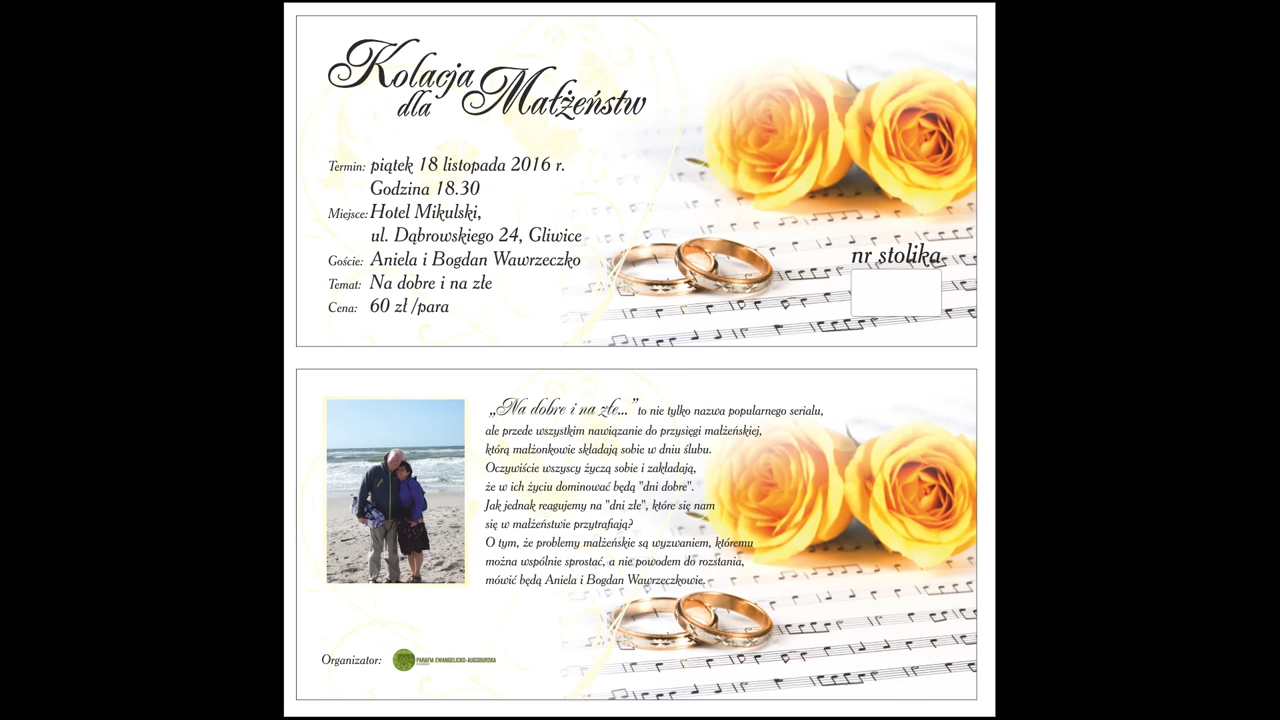 Kolacja
dla Małżeństw
Termin: piątek 18 listopada 2016 r.
Godzina 18.30
Miejsce: Hotel Mikulski,
ul. Dąbrowskiego 24, Gliwice
Goście: Aniela i Bogdan Wawrzeczko
Temat: Na dobre i na złe
Cena: 60 zł /para
nr stolika
„Na dobre i na złe...” to nie tylko nazwa popularnego serialu,
ale przede wszystkim nawiązanie do przysięgi małżeńskiej,
którą małżonkowie składają sobie w dniu ślubu.
Oczywiście wszyscy życzą sobie i zakładają,
że w ich życiu dominować będą "dni dobre".
Jak jednak reagujemy na "dni złe", które się nam
się w małżeństwie przytrafiają?
O tym, że problemy małżeńskie są wyzwaniem, któremu
można wspólnie sprostać, a nie powodem do rozstania,
mówić będą Aniela i Bogdan Wawrzeczkowie.
Organizator: PARAFIA EWANGELICKO-AUGSBURSKA